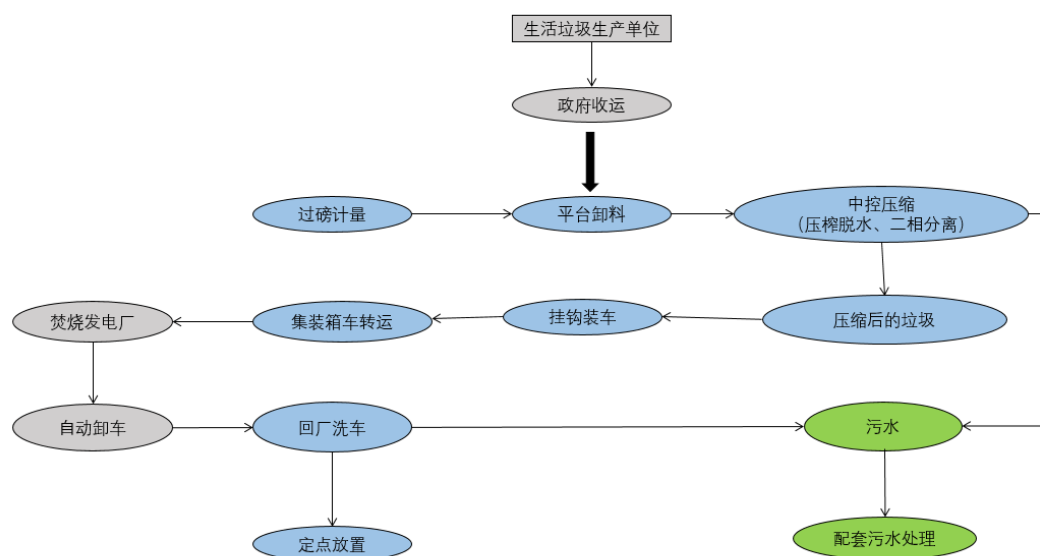 生活垃圾生产单位
政府收运
过磅计量
平台卸料
中控压缩
（压榨脱水、二相分离）
焚烧发电厂
集装箱车转运
挂钩装车
压缩后的垃圾
自动卸车
回厂洗车
污水
定点放置
配套污水处理